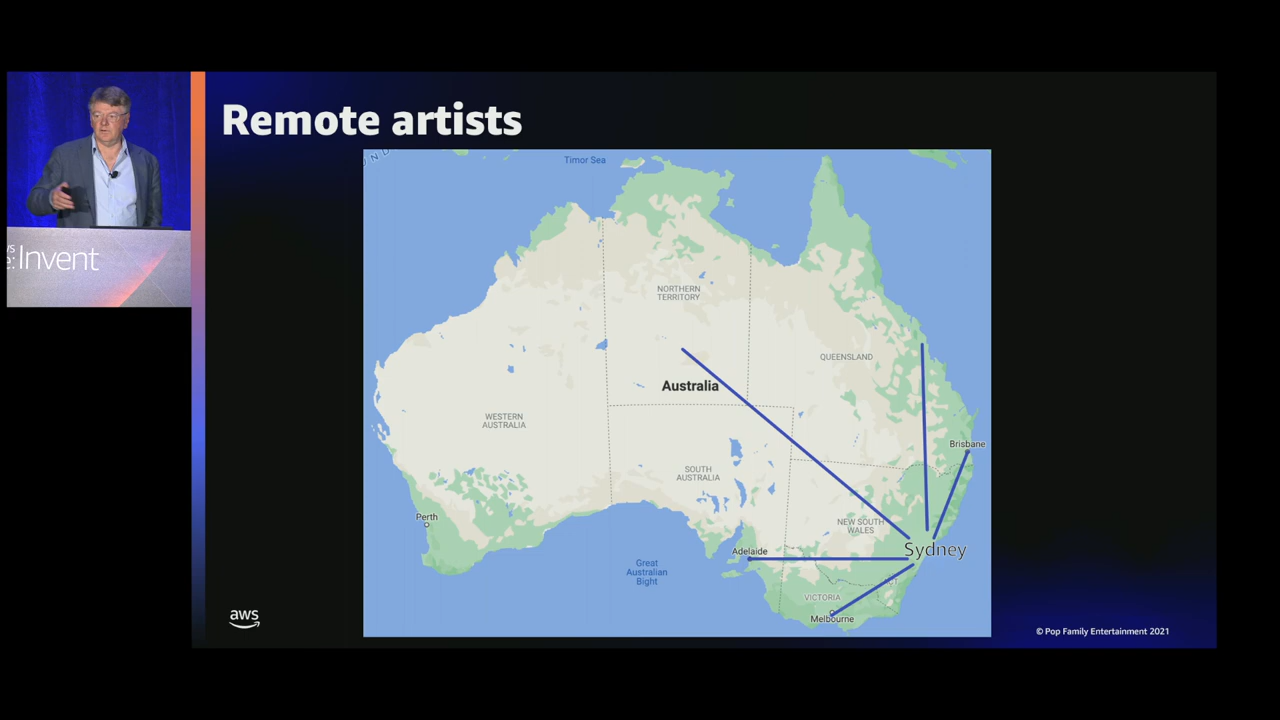 Remote artists
Timor Sea
NORTHERN
TERRITORY
QUEENSLAND
Australia
WESTERN
AUSTRALIA
SOUTH
AUSTRALIA
Brisbane
Perth
NEW SOUTH
WALES
Sydney
Adelaide
Great
Australian
Bight
VICTORIA
Melbourne
aws
© Pop Family Entertainment 2021
re:Invent